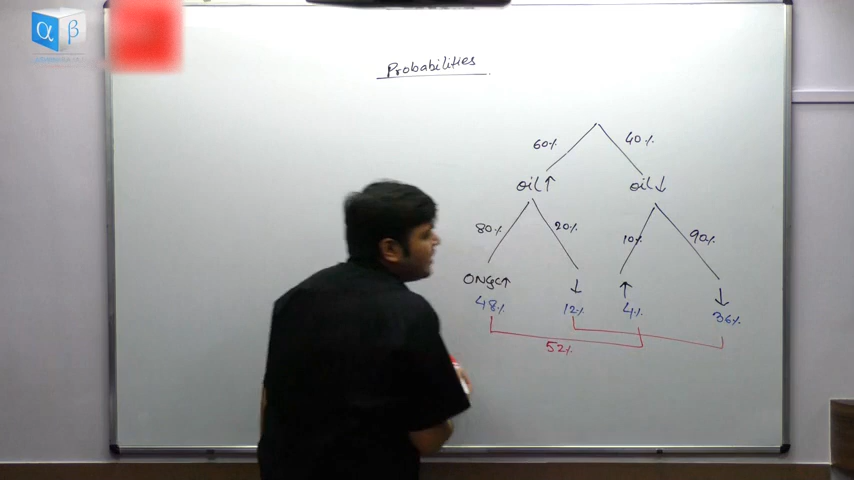 α β
Probabilities
60% 40%
oil↑ oil↓
80% 20% 10% 90%
ONGC↑ ↓ ↑ ↓
48% 12% 4% 36%
52%